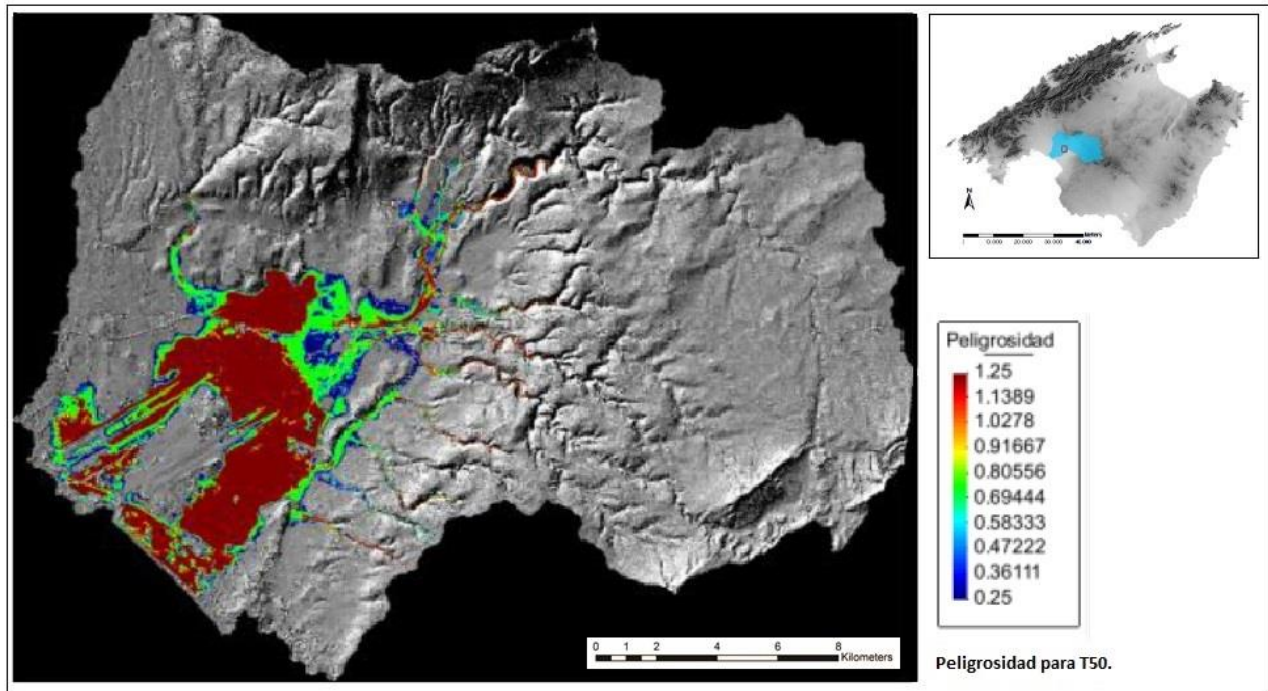 N
Meters
Peligrosidad
1.25
1.1389
1.0278
0.91667
0.80556
0.69444
0.58333
0.47222
0.36111
0.25
0 1 2 4 6 8
Kilometers
Peligrosidad para T50.